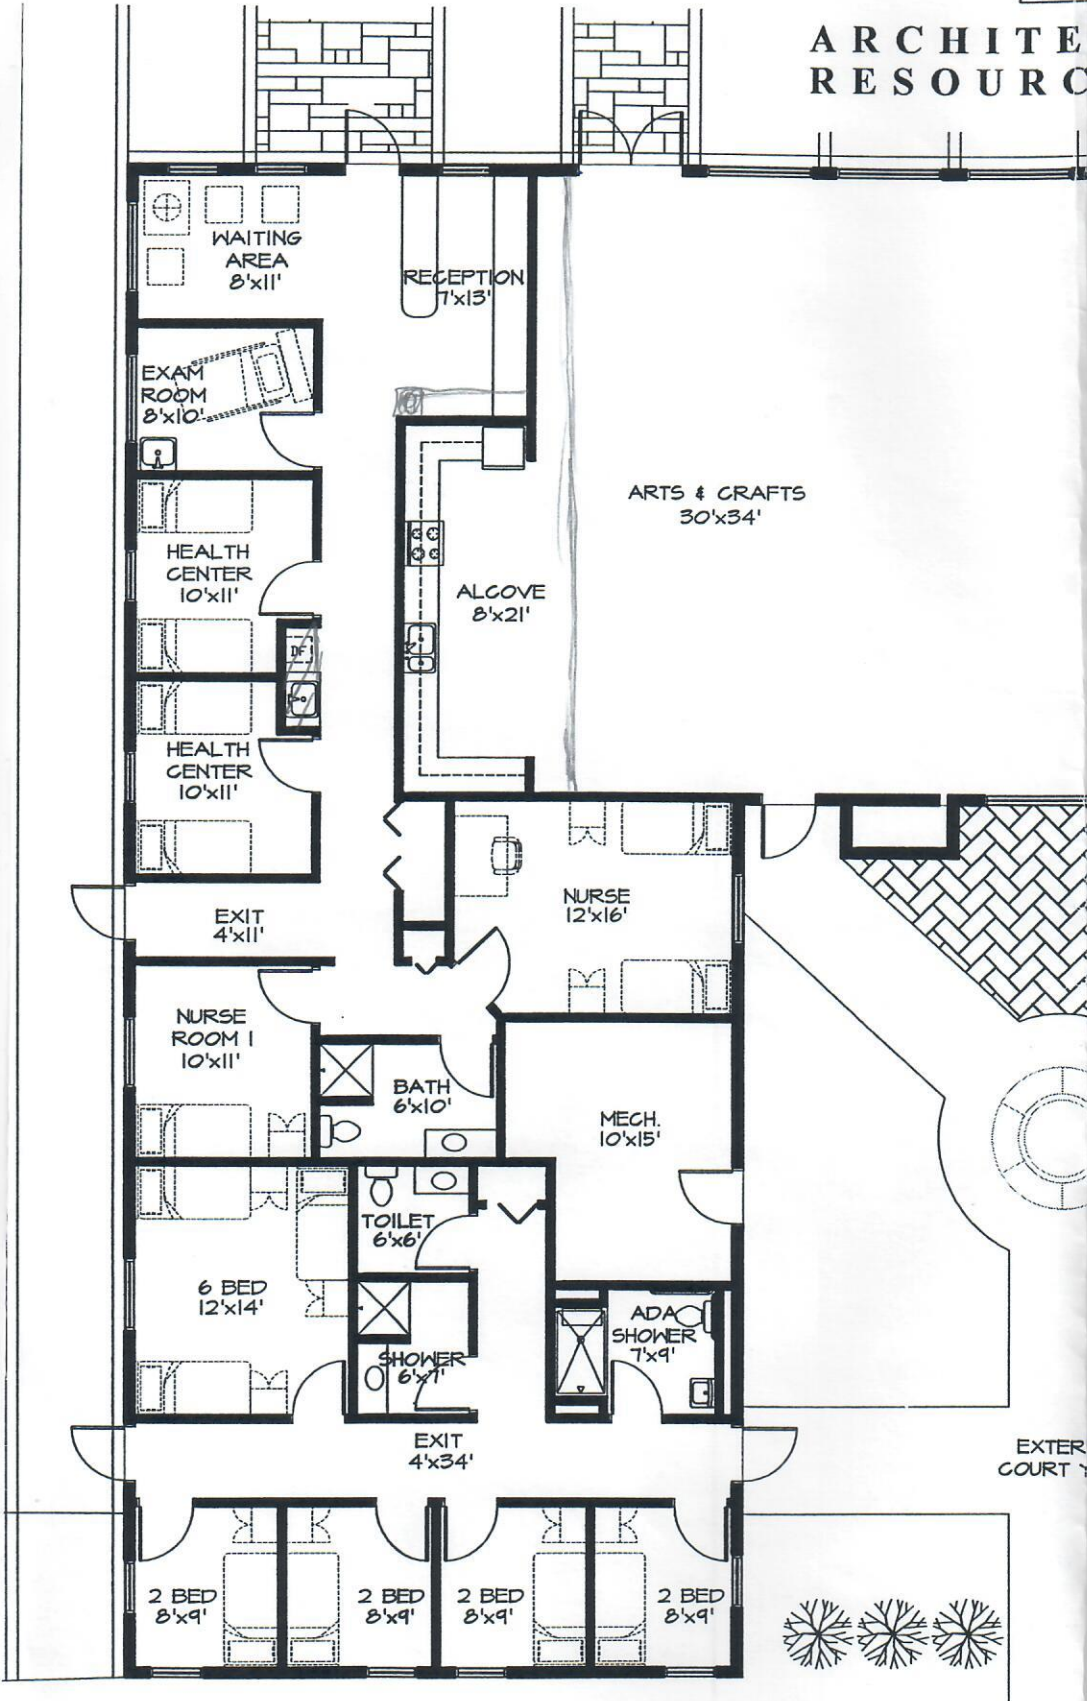 ARCHITE
RESOURC
WAITING
AREA
8'x11'
RECEPTION
7'x13'
EXAM
ROOM
8'x10'
ARTS & CRAFTS
30'x34'
HEALTH
CENTER
10'x11'
ALCOVE
8'x21'
DF
HEALTH
CENTER
10'x11'
NURSE
12'x16'
EXIT
4'x11'
NURSE
ROOM 1
10'x11'
BATH
6'x10'
MECH.
10'x15'
TOILET
6'x6'
6 BED
12'x14'
ADA
SHOWER
7'x9'
SHOWER
6'x7'
EXIT
4'x34'
EXTER
COURT Y
2 BED
8'x9'
2 BED
8'x9'
2 BED
8'x9'
2 BED
8'x9'